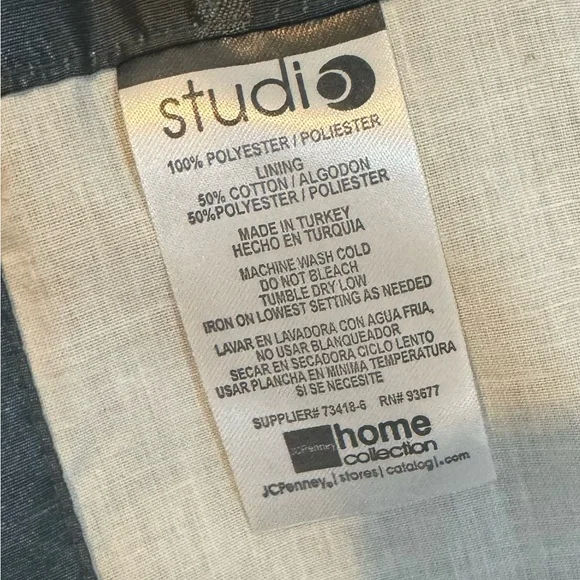 studio
100% POLYESTER / POLIESTER
LINING
50% COTTON / ALGODON
50%POLYESTER / POLIESTER
MADE IN TURKEY
HECHO EN TURQUIA
MACHINE WASH COLD
DO NOT BLEACH
TUMBLE DRY LOW
IRON ON LOWEST SETTING AS NEEDED
LAVAR EN LAVADORA CON AGUA FRIA,
NO USAR BLANQUEADOR
SECAR EN SECADORA CICLO LENTO
USAR PLANCHA EN MINIMA TEMPERATURA
SI SE NECESITE
SUPPLIER# 73418-6 RN# 93677
JCPenney home
collection
JCPenney®|stores|catalog|.com